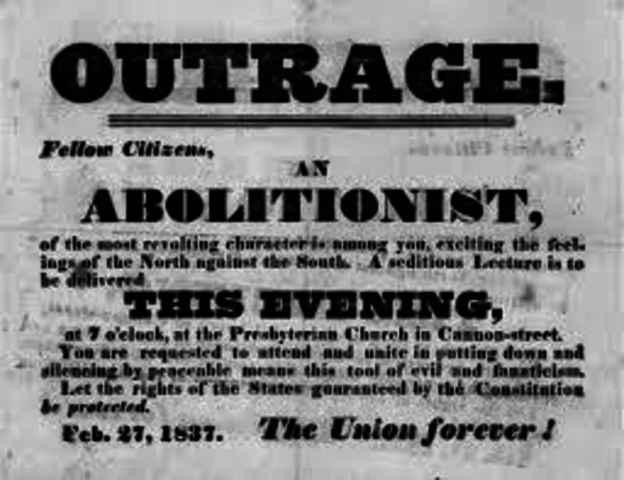 OUTRAGE.
Fellow Citizens,
AN
ABOLITIONIST,
of the most revolting character is among you, exciting the feel-
ings of the North against the South. A seditious Lecture is to
be delivered
THIS EVENING,
at 7 o'clock, at the Presbyterian Church in Cannon-street.
You are requested to attend and unite in putting down and
silencing by peaceable means this tool of evil and fanaticism.
Let the rights of the States guaranteed by the Constitution
be protected.
Feb. 27, 1837. The Union forever!